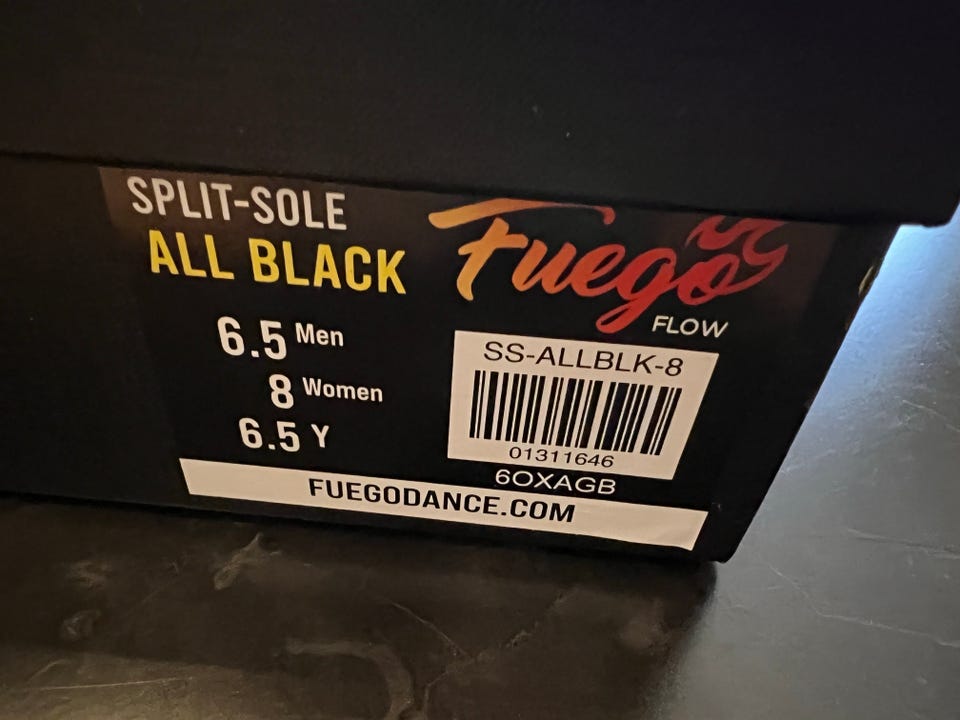 SPLIT-SOLE
ALL BLACK
6.5 Men
8 Women
6.5 Y
Fuego
FLOW
SS-ALLBLK-8
01311646
6OXAGB
FUEGODANCE.COM